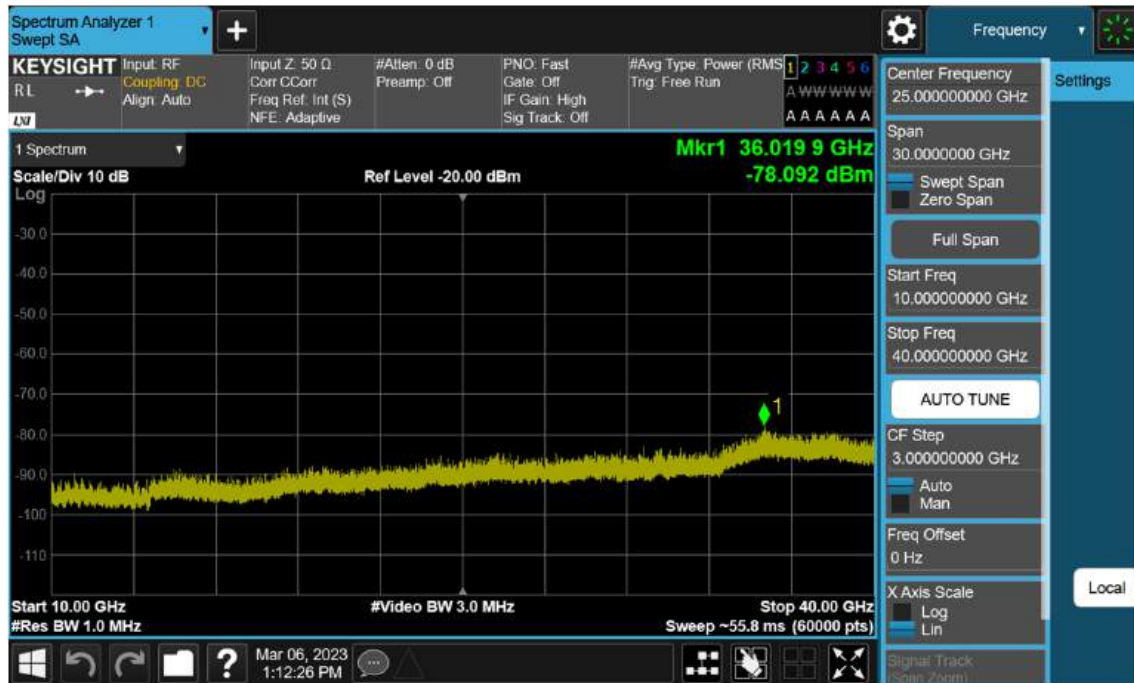 Spectrum Analyzer 1
Swept SA
+
Frequency
KEYSIGHT
RL
LXI
Input: RF
Coupling: DC
Align: Auto
Input Z: 50 Ω
Corr CCorr
Freq Ref: Int (S)
NFE: Adaptive
#Atten: 0 dB
Preamp: Off
PNO: Fast
Gate: Off
IF Gain: High
Sig Track: Off
#Avg Type: Power (RMS
Trig: Free Run
1 2 3 4 5 6
A W W W W W
A A A A A A
1 Spectrum
Scale/Div 10 dB
Ref Level -20.00 dBm
Mkr1 36.019 9 GHz
-78.092 dBm
Log
-30.0
-40.0
-50.0
-60.0
-70.0
-80.0
-90.0
-100
-110
1
Start 10.00 GHz
#Res BW 1.0 MHz
#Video BW 3.0 MHz
Stop 40.00 GHz
Sweep ~55.8 ms (60000 pts)
Center Frequency
25.000000000 GHz
Settings
Span
30.0000000 GHz
Swept Span
Zero Span
Full Span
Start Freq
10.000000000 GHz
Stop Freq
40.000000000 GHz
AUTO TUNE
CF Step
3.000000000 GHz
Auto
Man
Freq Offset
0 Hz
X Axis Scale
Log
Lin
Local
Signal Track
(Span Zoom)
?
Mar 06, 2023
1:12:26 PM